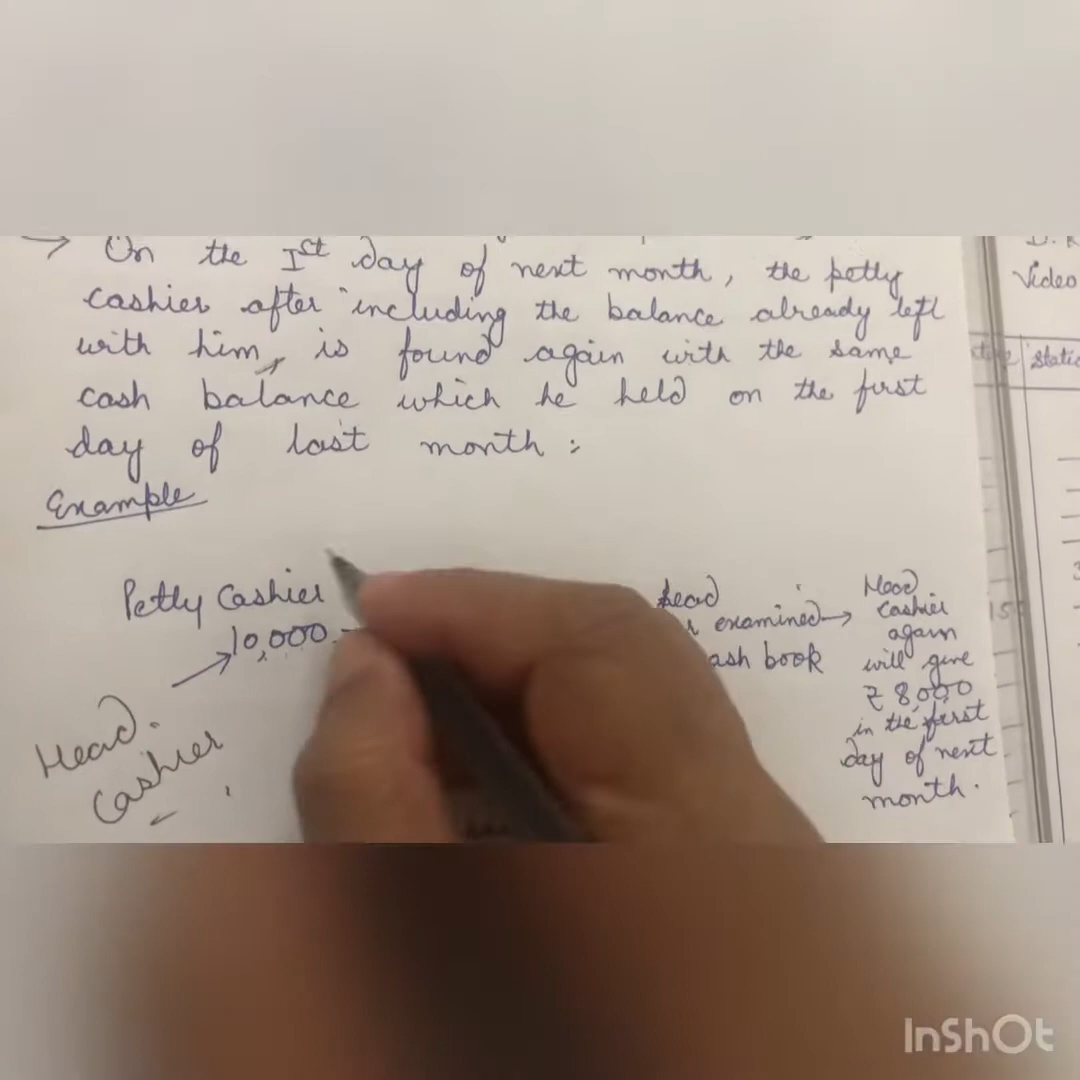 → On the Ist day of next month, the petty
cashier after including the balance already left
with him, is found again with the same
cash balance which he held on the first
day of last month :
Example
Petty Cashier
10,000
Head
Cashier
examined →
ash book
Head
cashier
again
will give
₹ 8,000
in the first
day of next
month.
Video
static
InShOt